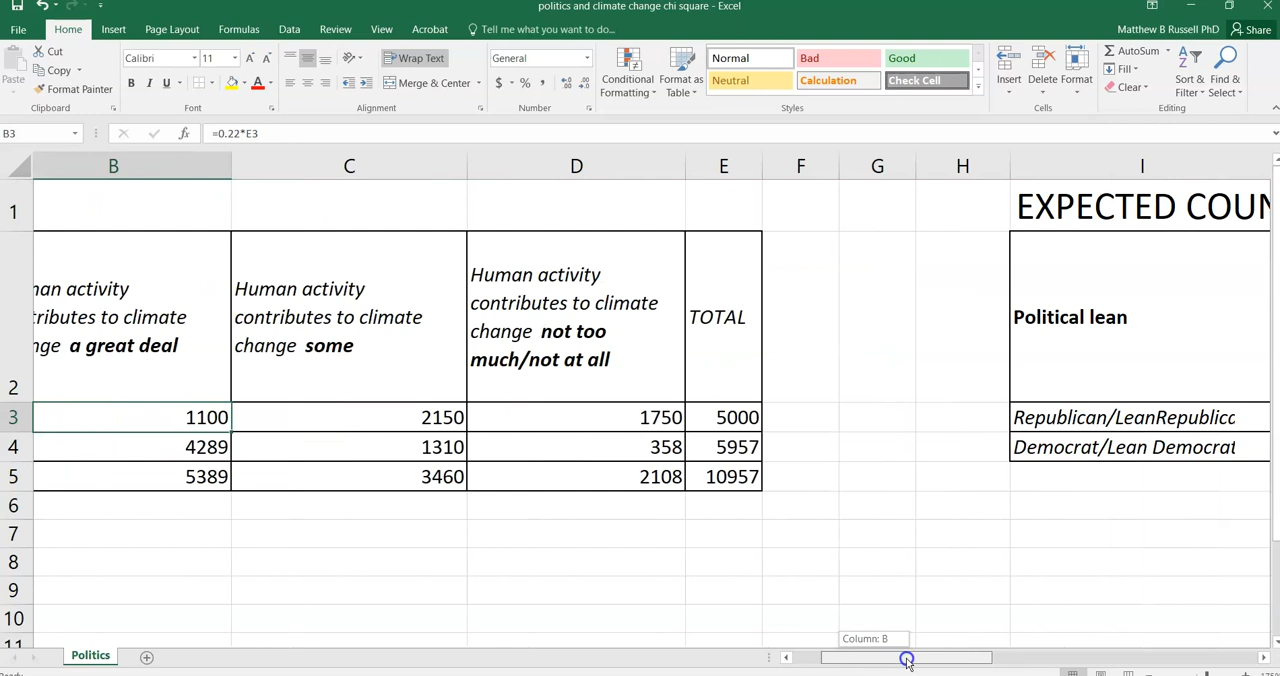 politics and climate change chi square - Excel
File Home Insert Page Layout Formulas Data Review View Acrobat Tell me what you want to do... Matthew B Russell PhD Share
Paste Cut Copy Format Painter Clipboard
Calibri 11 A A B I U A Font
Wrap Text Merge & Center Alignment
General $ % , Number
Conditional Formatting Format as Table Normal Bad Good Neutral Calculation Check Cell Styles
Insert Delete Format Cells
AutoSum Fill Clear Sort & Filter Find & Select Editing
B3 fx =0.22*E3
B C D E F G H I
1 EXPECTED COUN
2
activity
to climate
a great deal
Human activity
contributes to climate
change some
Human activity
contributes to climate
change not too
much/not at all
TOTAL
Political lean
3 1100 2150 1750 5000 Republican/LeanRepublic
4 4289 1310 358 5957 Democrat/Lean Democrat
5 5389 3460 2108 10957
6
7
8
9
10
11
Column: B
Politics